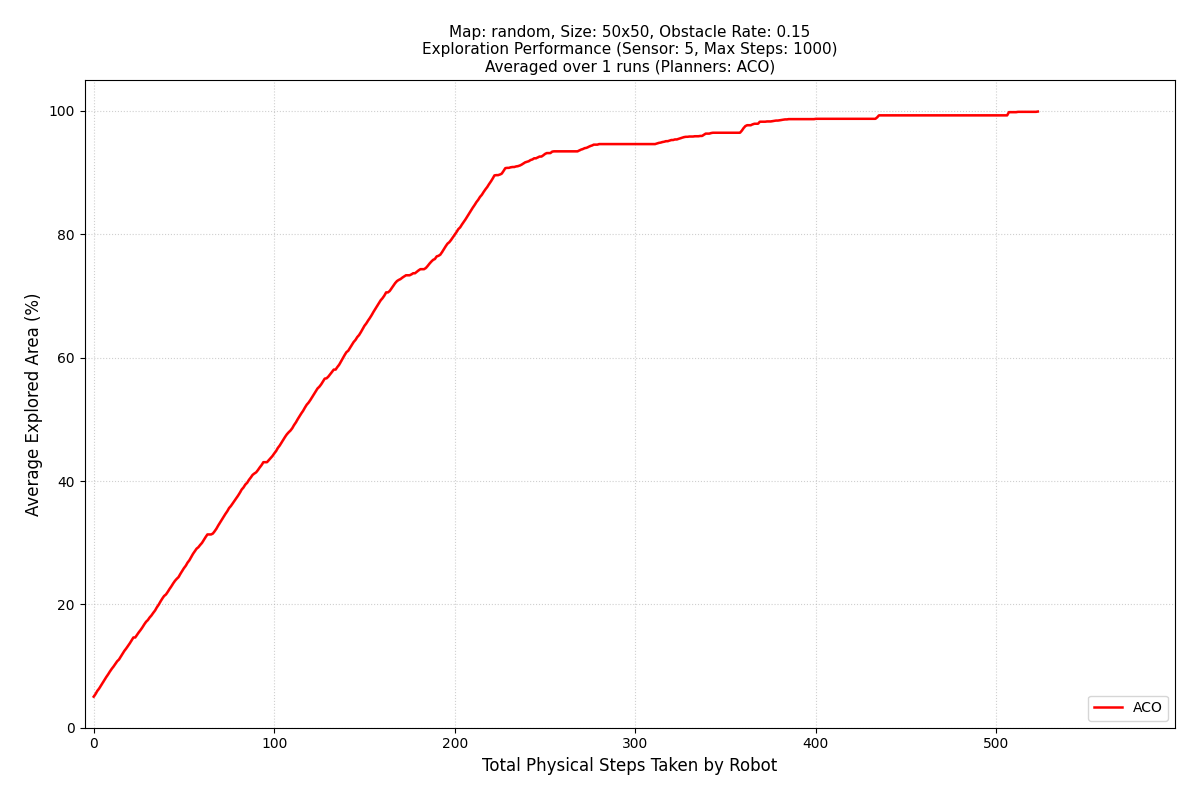 Map: random, Size: 50x50, Obstacle Rate: 0.15
Exploration Performance (Sensor: 5, Max Steps: 1000)
Averaged over 1 runs (Planners: ACO)
Average Explored Area (%)
100
80
60
40
20
0
0 100 200 300 400 500
Total Physical Steps Taken by Robot
ACO